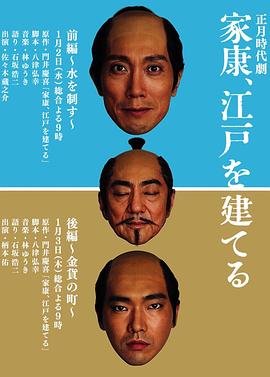 正月時代劇
家康、江戸を建てる
前編～水を制す～
1月2日(水)総合よる9時
原作・門井慶喜「家康、江戸を建てる」
脚本・八津弘幸
音楽・林ゆうき
語り・石坂浩二
出演・佐々木蔵之介
後編～金貨の町～
1月3日(木)総合よる9時
原作・門井慶喜「家康、江戸を建てる」
脚本・八津弘幸
音楽・林ゆうき
語り・石坂浩二
出演・柄本佑